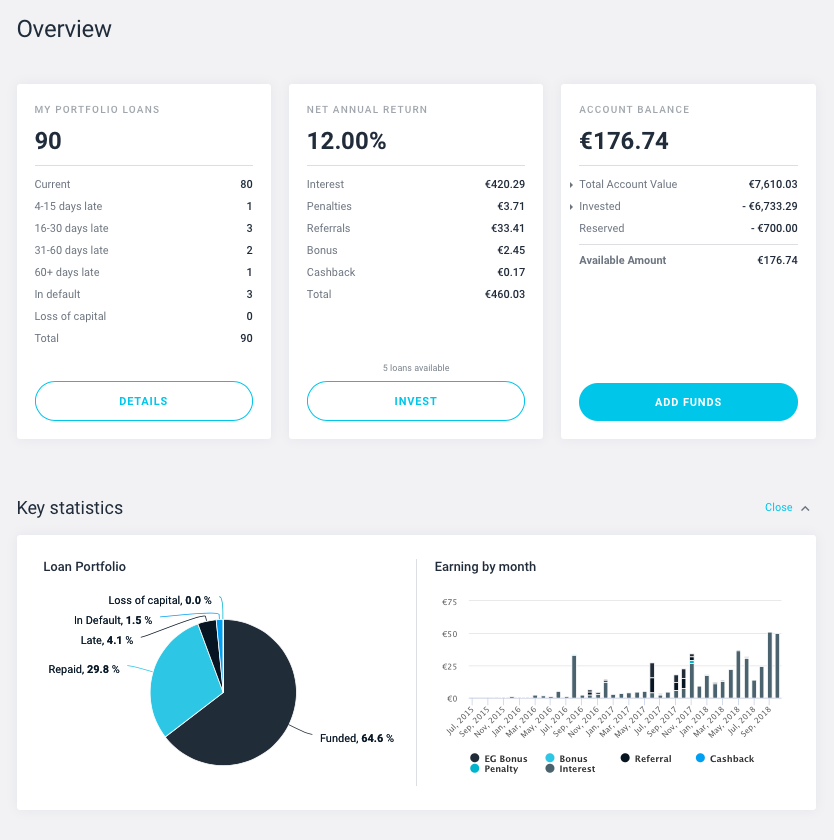 Overview
MY PORTFOLIO LOANS
90
Current 80
4-15 days late 1
16-30 days late 3
31-60 days late 2
60+ days late 1
In default 3
Loss of capital 0
Total 90
DETAILS
NET ANNUAL RETURN
12.00%
Interest €420.29
Penalties €3.71
Referrals €33.41
Bonus €2.45
Cashback €0.17
Total €460.03
5 loans available
INVEST
ACCOUNT BALANCE
€176.74
Total Account Value €7,610.03
Invested - €6,733.29
Reserved - €700.00
Available Amount €176.74
ADD FUNDS
Key statistics
Close
Loan Portfolio
Loss of capital, 0.0 %
In Default, 1.5 %
Late, 4.1 %
Repaid, 29.8 %
Funded, 64.6 %
Earning by month
€75
€50
€25
€0
Jul, 2015
Sep, 2015
Nov, 2015
Jan, 2016
Mar, 2016
May, 2016
Jul, 2016
Sep, 2016
Nov, 2016
Jan, 2017
Mar, 2017
May, 2017
Jul, 2017
Sep, 2017
Nov, 2017
Jan, 2018
Mar, 2018
May, 2018
Jul, 2018
Sep, 2018
EG Bonus Bonus Referral Cashback
Penalty Interest